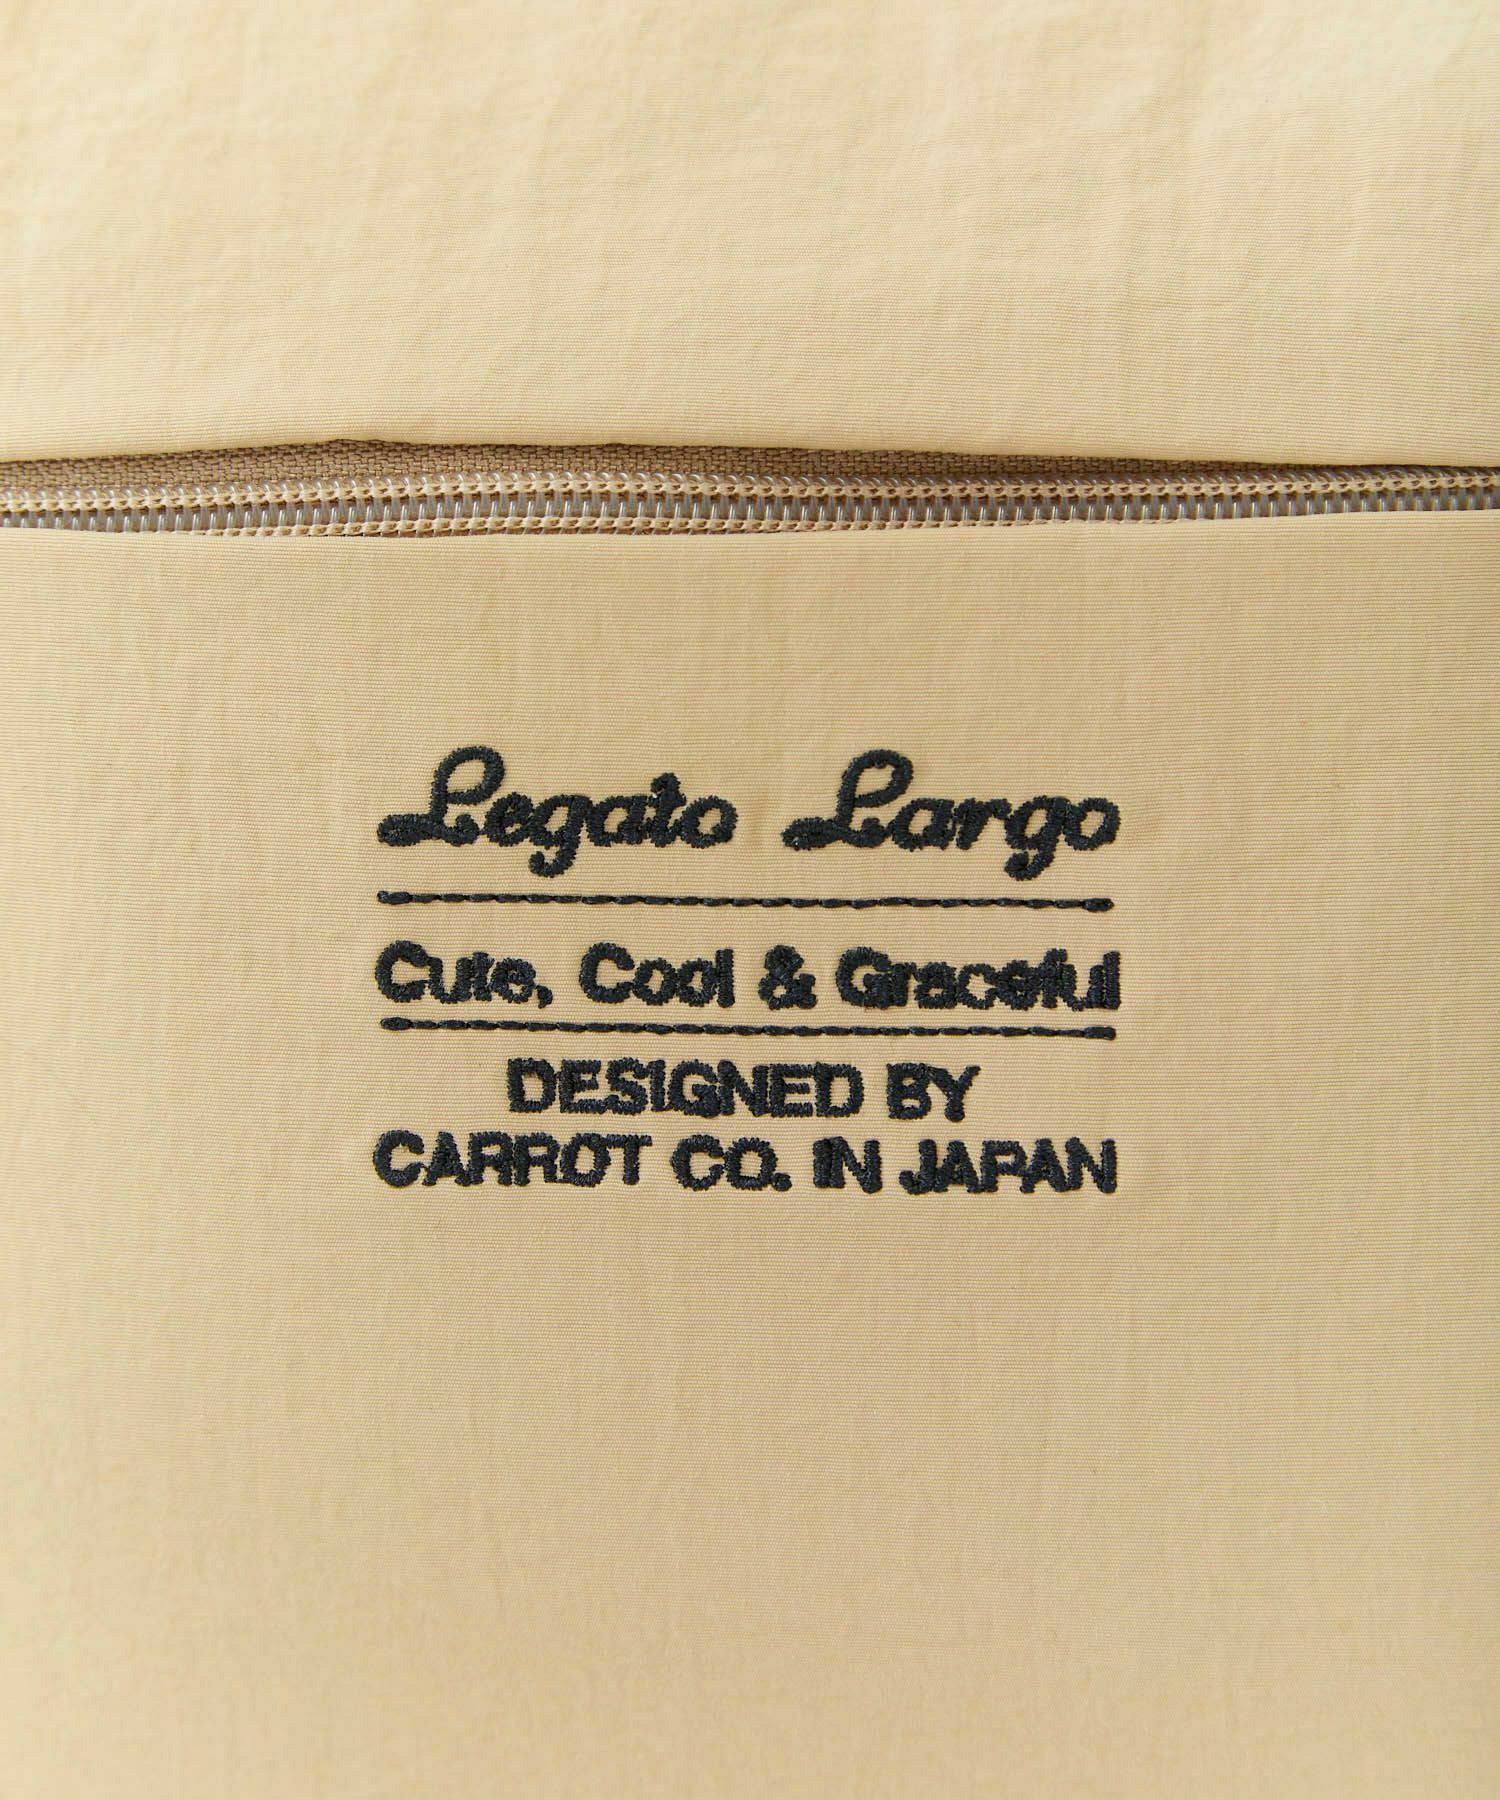 Legato Largo
Cute, Cool & Graceful
DESIGNED BY
CARROT CO. IN JAPAN